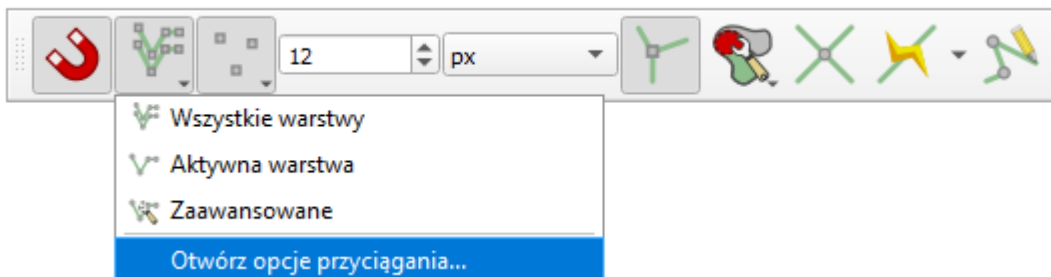 12 px
Wszystkie warstwy
Aktywna warstwa
Zaawansowane
Otwórz opcje przyciągania...